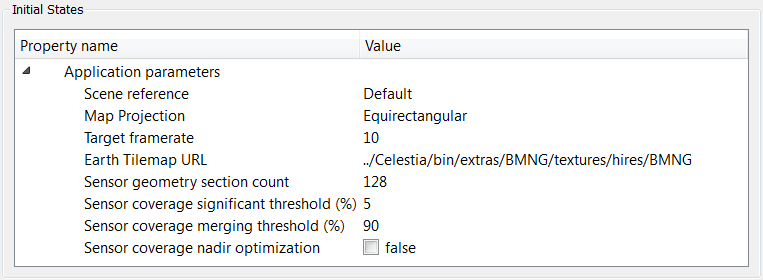 Initial States
Property name Value
Application parameters
Scene reference Default
Map Projection Equirectangular
Target framerate 10
Earth Tilemap URL ../Celestia/bin/extras/BMNG/textures/hires/BMNG
Sensor geometry section count 128
Sensor coverage significant threshold (%) 5
Sensor coverage merging threshold (%) 90
Sensor coverage nadir optimization false